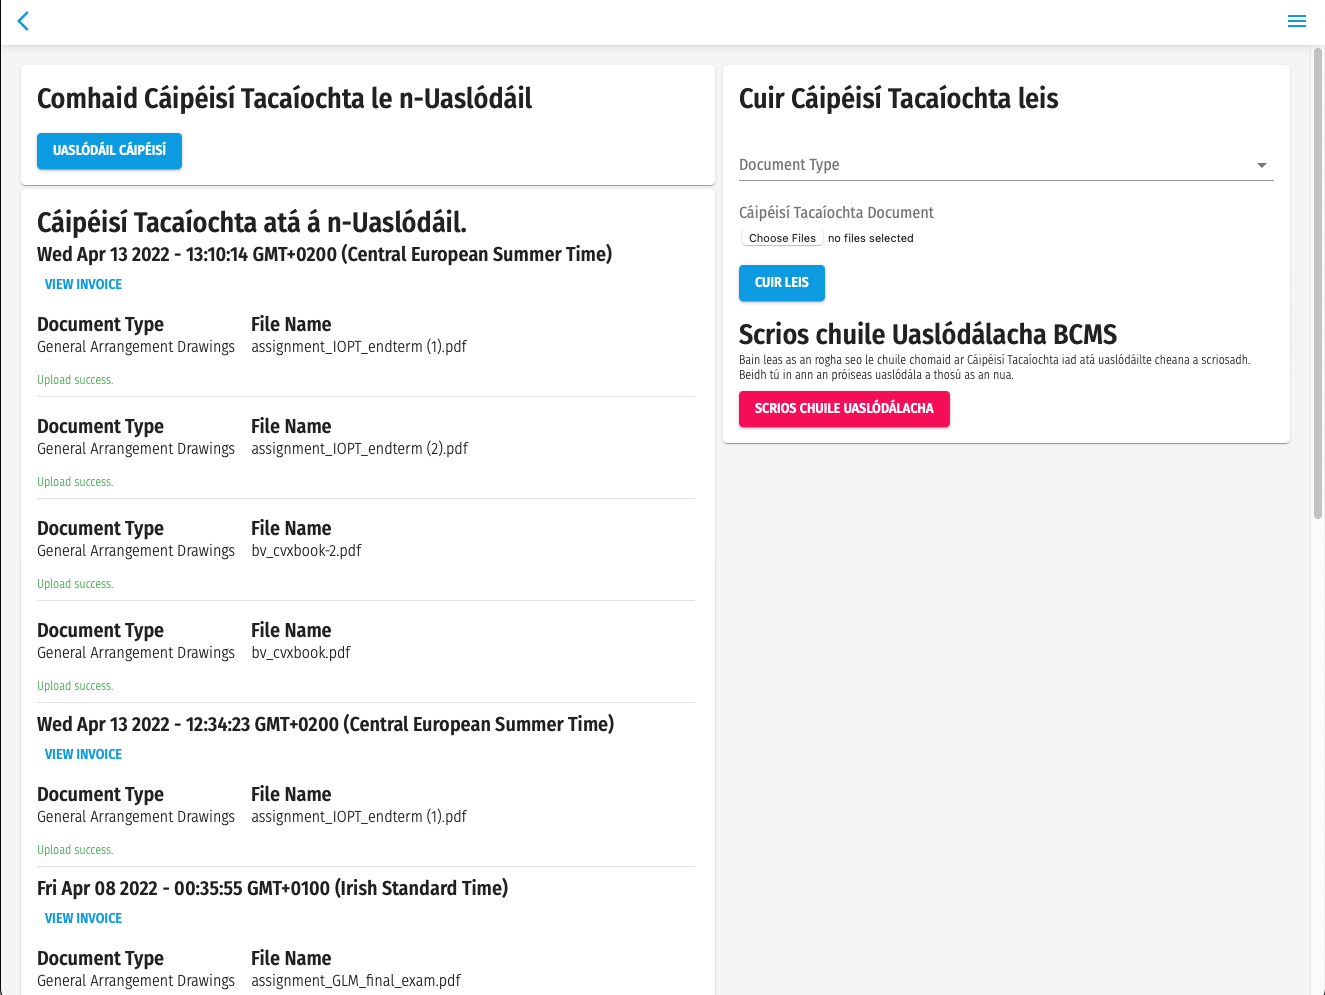 Comhaid Cáipéisí Tacaíochta le n-Uaslódáil
UASLÓDÁIL CÁIPÉISÍ
Cáipéisí Tacaíochta atá á n-Uaslódáil.
Wed Apr 13 2022 - 13:10:14 GMT+0200 (Central European Summer Time)
VIEW INVOICE
Document Type File Name
General Arrangement Drawings assignment_IOPT_endterm (1).pdf
Upload success.
Document Type File Name
General Arrangement Drawings assignment_IOPT_endterm (2).pdf
Upload success.
Document Type File Name
General Arrangement Drawings bv_cvxbook-2.pdf
Upload success.
Document Type File Name
General Arrangement Drawings bv_cvxbook.pdf
Upload success.
Wed Apr 13 2022 - 12:34:23 GMT+0200 (Central European Summer Time)
VIEW INVOICE
Document Type File Name
General Arrangement Drawings assignment_IOPT_endterm (1).pdf
Upload success.
Fri Apr 08 2022 - 00:35:55 GMT+0100 (Irish Standard Time)
VIEW INVOICE
Document Type File Name
General Arrangement Drawings assignment_GLM_final_exam.pdf
Cuir Cáipéisí Tacaíochta leis
Document Type
Cáipéisí Tacaíochta Document
Choose Files no files selected
CUIR LEIS
Scrios chuile Uaslódálacha BCMS
Bain leas as an rogha seo le chuile chomaid ar Cáipéisí Tacaíochta iad atá uaslódáilte cheana a scriosadh.
Beidh tú in ann an próiseas uaslódála a thosú as an nua.
SCRIOS CHUILE UASLÓDÁLACHA